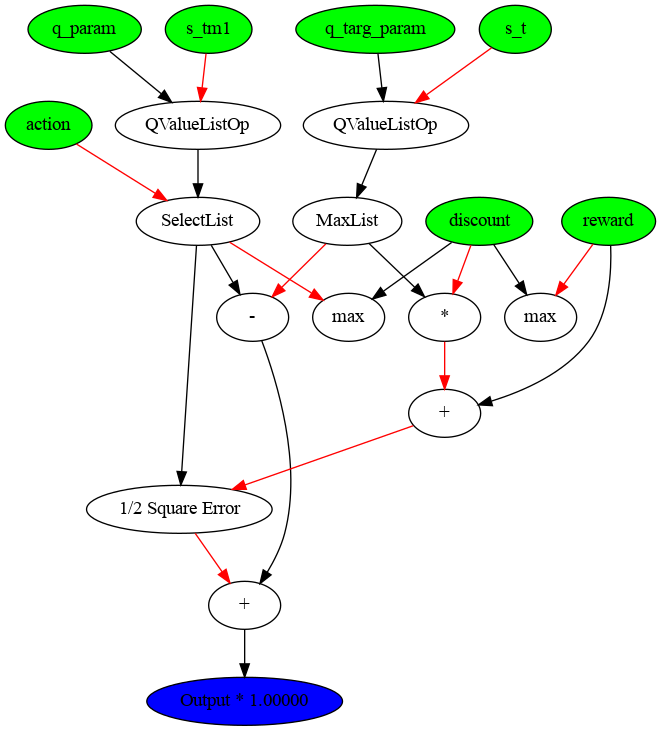 q_param
s_tm1
q_targ_param
s_t
action
QValueListOp
QValueListOp
SelectList
MaxList
discount
reward
-
max
*
max
+
1/2 Square Error
+
Output * 1.00000